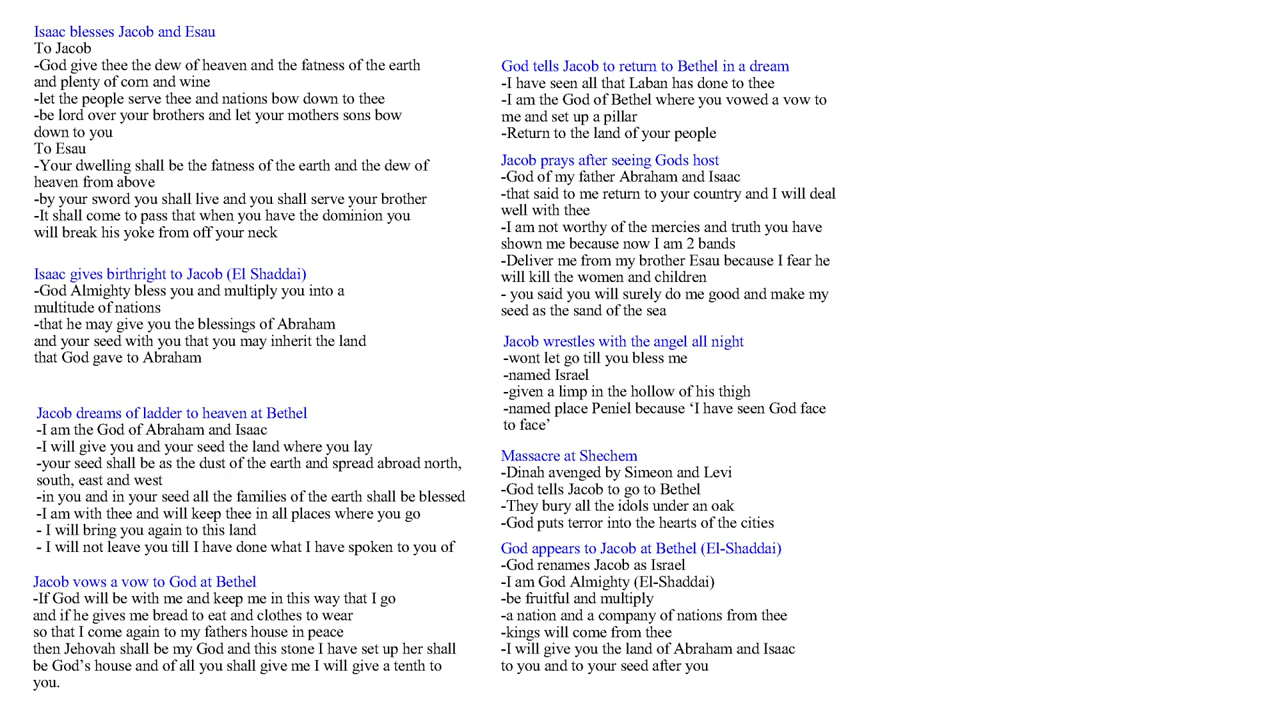 Isaac blesses Jacob and Esau
To Jacob
-God give thee the dew of heaven and the fatness of the earth
and plenty of corn and wine
-let the people serve thee and nations bow down to thee
-be lord over your brothers and let your mothers sons bow
down to you
To Esau
-Your dwelling shall be the fatness of the earth and the dew of
heaven from above
-by your sword you shall live and you shall serve your brother
-It shall come to pass that when you have the dominion you
will break his yoke from off your neck
Isaac gives birthright to Jacob (El Shaddai)
-God Almighty bless you and multiply you into a
multitude of nations
-that he may give you the blessings of Abraham
and your seed with you that you may inherit the land
that God gave to Abraham
Jacob dreams of ladder to heaven at Bethel
-I am the God of Abraham and Isaac
-I will give you and your seed the land where you lay
-your seed shall be as the dust of the earth and spread abroad north,
south, east and west
-in you and in your seed all the families of the earth shall be blessed
-I am with thee and will keep thee in all places where you go
- I will bring you again to this land
- I will not leave you till I have done what I have spoken to you of
Jacob vows a vow to God at Bethel
-If God will be with me and keep me in this way that I go
and if he gives me bread to eat and clothes to wear
so that I come again to my fathers house in peace
then Jehovah shall be my God and this stone I have set up her shall
be God's house and of all you shall give me I will give a tenth to
you.
God tells Jacob to return to Bethel in a dream
-I have seen all that Laban has done to thee
-I am the God of Bethel where you vowed a vow to
me and set up a pillar
-Return to the land of your people
Jacob prays after seeing Gods host
-God of my father Abraham and Isaac
-that said to me return to your country and I will deal
well with thee
-I am not worthy of the mercies and truth you have
shown me because now I am 2 bands
-Deliver me from my brother Esau because I fear he
will kill the women and children
- you said you will surely do me good and make my
seed as the sand of the sea
Jacob wrestles with the angel all night
-wont let go till you bless me
-named Israel
-given a limp in the hollow of his thigh
-named place Peniel because ‘I have seen God face
to face’
Massacre at Shechem
-Dinah avenged by Simeon and Levi
-God tells Jacob to go to Bethel
-They bury all the idols under an oak
-God puts terror into the hearts of the cities
God appears to Jacob at Bethel (El-Shaddai)
-God renames Jacob as Israel
-I am God Almighty (El-Shaddai)
-be fruitful and multiply
-a nation and a company of nations from thee
-kings will come from thee
-I will give you the land of Abraham and Isaac
to you and to your seed after you